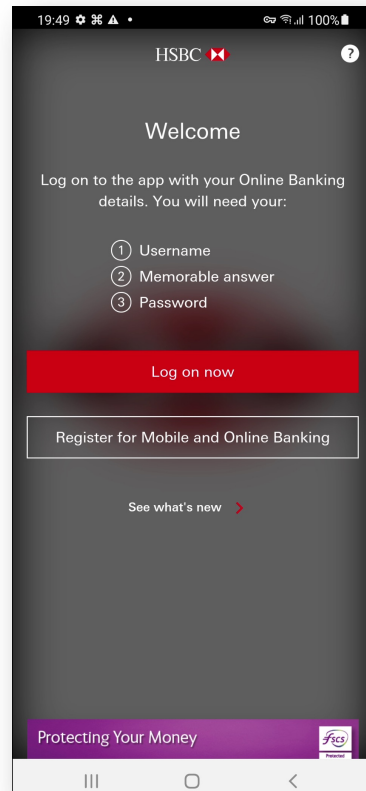 19:49 100%
HSBC
?
Welcome
Log on to the app with your Online Banking
details. You will need your:
1 Username
2 Memorable answer
3 Password
Log on now
Register for Mobile and Online Banking
See what's new
Protecting Your Money
fscs
Protected